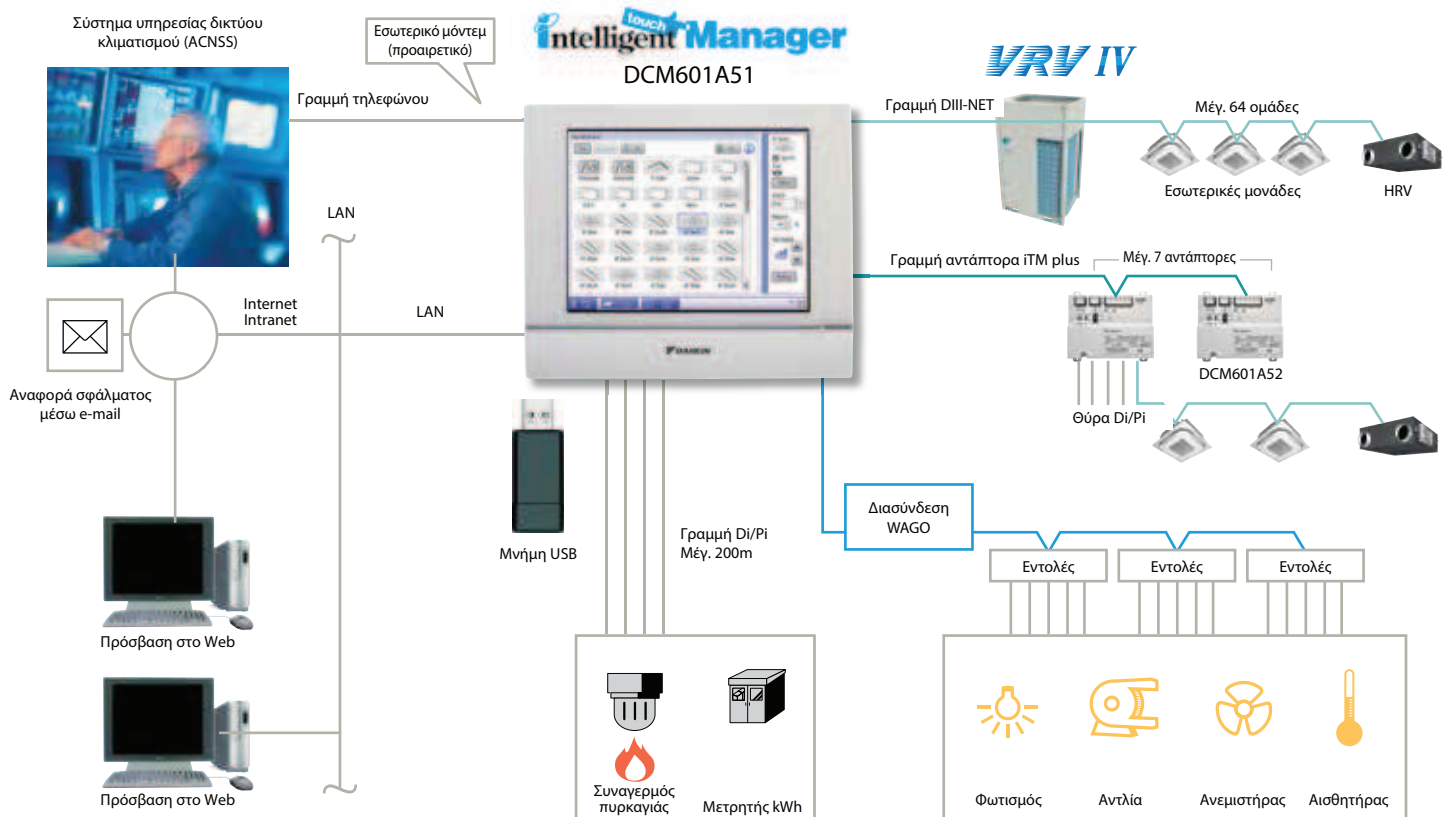 Σύστημα υπηρεσίας δικτύου
κλιματισμού (ACNSS)
Εσωτερικό μόντεμ
(προαιρετικό)
touch
intelligent Manager
DCM601A51
VRV IV
Γραμμή τηλεφώνου
Γραμμή DIII-NET
Μέγ. 64 ομάδες
Εσωτερικές μονάδες
HRV
LAN
Γραμμή αντάπτορα iTM plus
Μέγ. 7 αντάπτορες
Internet
Intranet
LAN
DAIKIN
DCM601A52
Αναφορά σφάλματος
μέσω e-mail
Θύρα Di/Pi
Διασύνδεση
WAGO
Μνήμη USB
Γραμμή Di/Pi
Μέγ. 200m
Εντολές
Εντολές
Εντολές
Πρόσβαση στο Web
Πρόσβαση στο Web
Συναγερμός
πυρκαγιάς
Μετρητής kWh
Φωτισμός
Αντλία
Ανεμιστήρας
Αισθητήρας